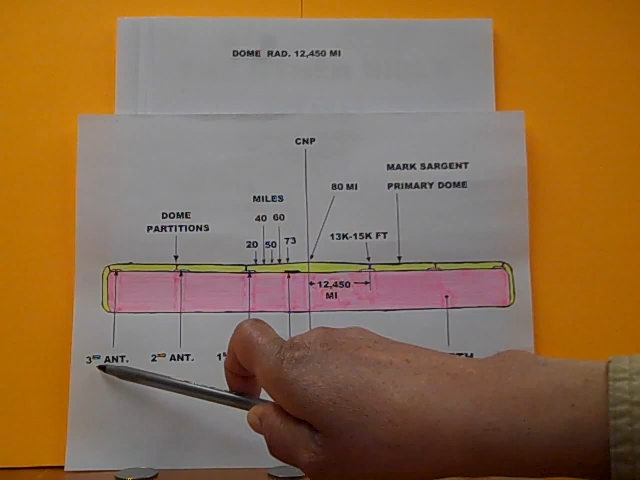 DOME RAD. 12,450 MI
CNP
MARK SARGENT
PRIMARY DOME
80 MI
MILES
40 60
20 50 73
DOME
PARTITIONS
13K-15K FT
12,450
MI
3RD ANT. 2ND ANT.